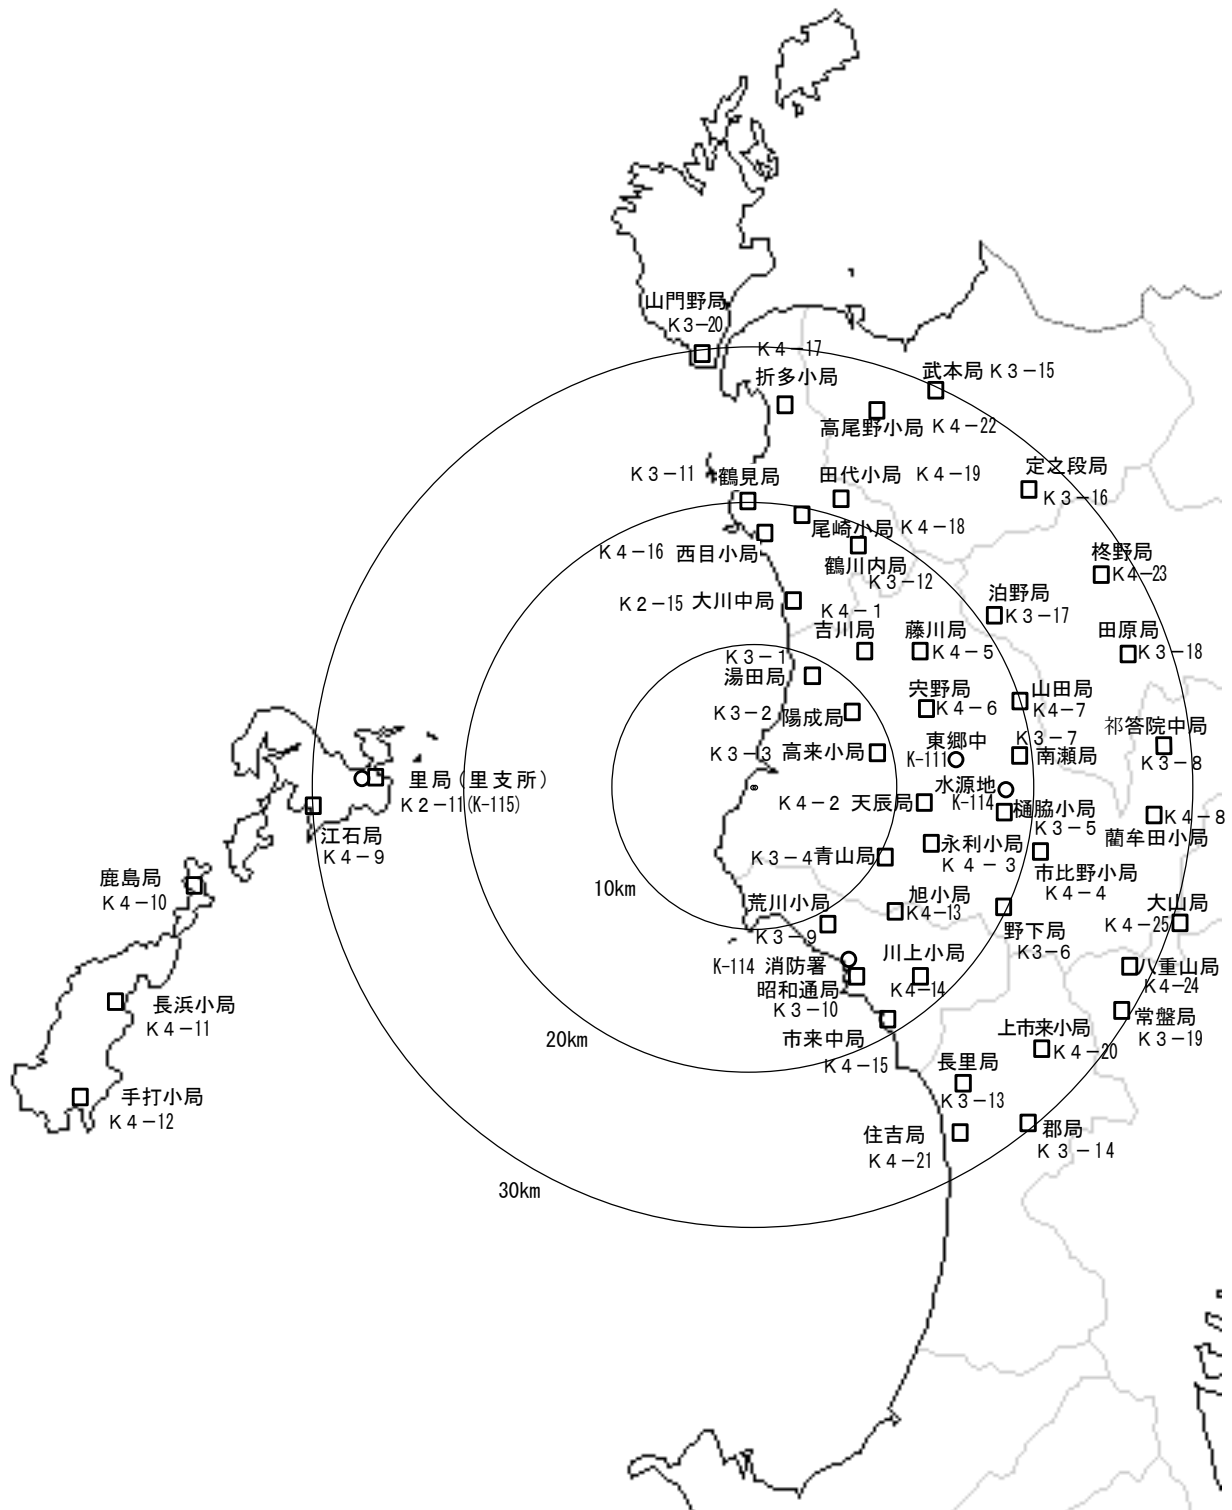 山門野局
Ｋ3－20
Ｋ４－17
折多小局
武本局 Ｋ３－15
高尾野小局 Ｋ４－22
定之段局
Ｋ３－16
Ｋ３－11 鶴見局
田代小局 Ｋ４－19
尾崎小局 Ｋ４－18
Ｋ４－16 西目小局
鶴川内局
Ｋ３－12
柊野局
Ｋ4－23
Ｋ２－15 大川中局
Ｋ４－１
吉川局
藤川局
Ｋ４－５
泊野局
Ｋ３－17
田原局
Ｋ３－18
Ｋ３－１
湯田局
Ｋ３－２ 陽成局
宍野局
Ｋ４－６
山田局
Ｋ4－７
Ｋ３－３ 高来小局
東郷中
K-111
Ｋ３－７
南瀬局
祁答院中局
Ｋ３－８
里局（里支所）
Ｋ２－11(K-115)
江石局
Ｋ４－９
Ｋ４－２ 天辰局
水源地
K-114
樋脇小局
Ｋ３－５
Ｋ４－８
藺牟田小局
Ｋ３－４ 青山局
永利小局
Ｋ４－３
市比野小局
Ｋ４－４
鹿島局
Ｋ４－10
10km
荒川小局
Ｋ３－９
旭小局
Ｋ4－13
野下局
Ｋ3－６
大山局
Ｋ４－25
K-114 消防署
昭和通局
Ｋ３－10
川上小局
Ｋ４－14
八重山局
Ｋ４－24
長浜小局
Ｋ４－11
市来中局
Ｋ４－15
20km
上市来小局
Ｋ４－20
常盤局
Ｋ３－19
長里局
Ｋ３－13
手打小局
Ｋ４－12
住吉局
Ｋ４－21
郡局
Ｋ３－14
30km